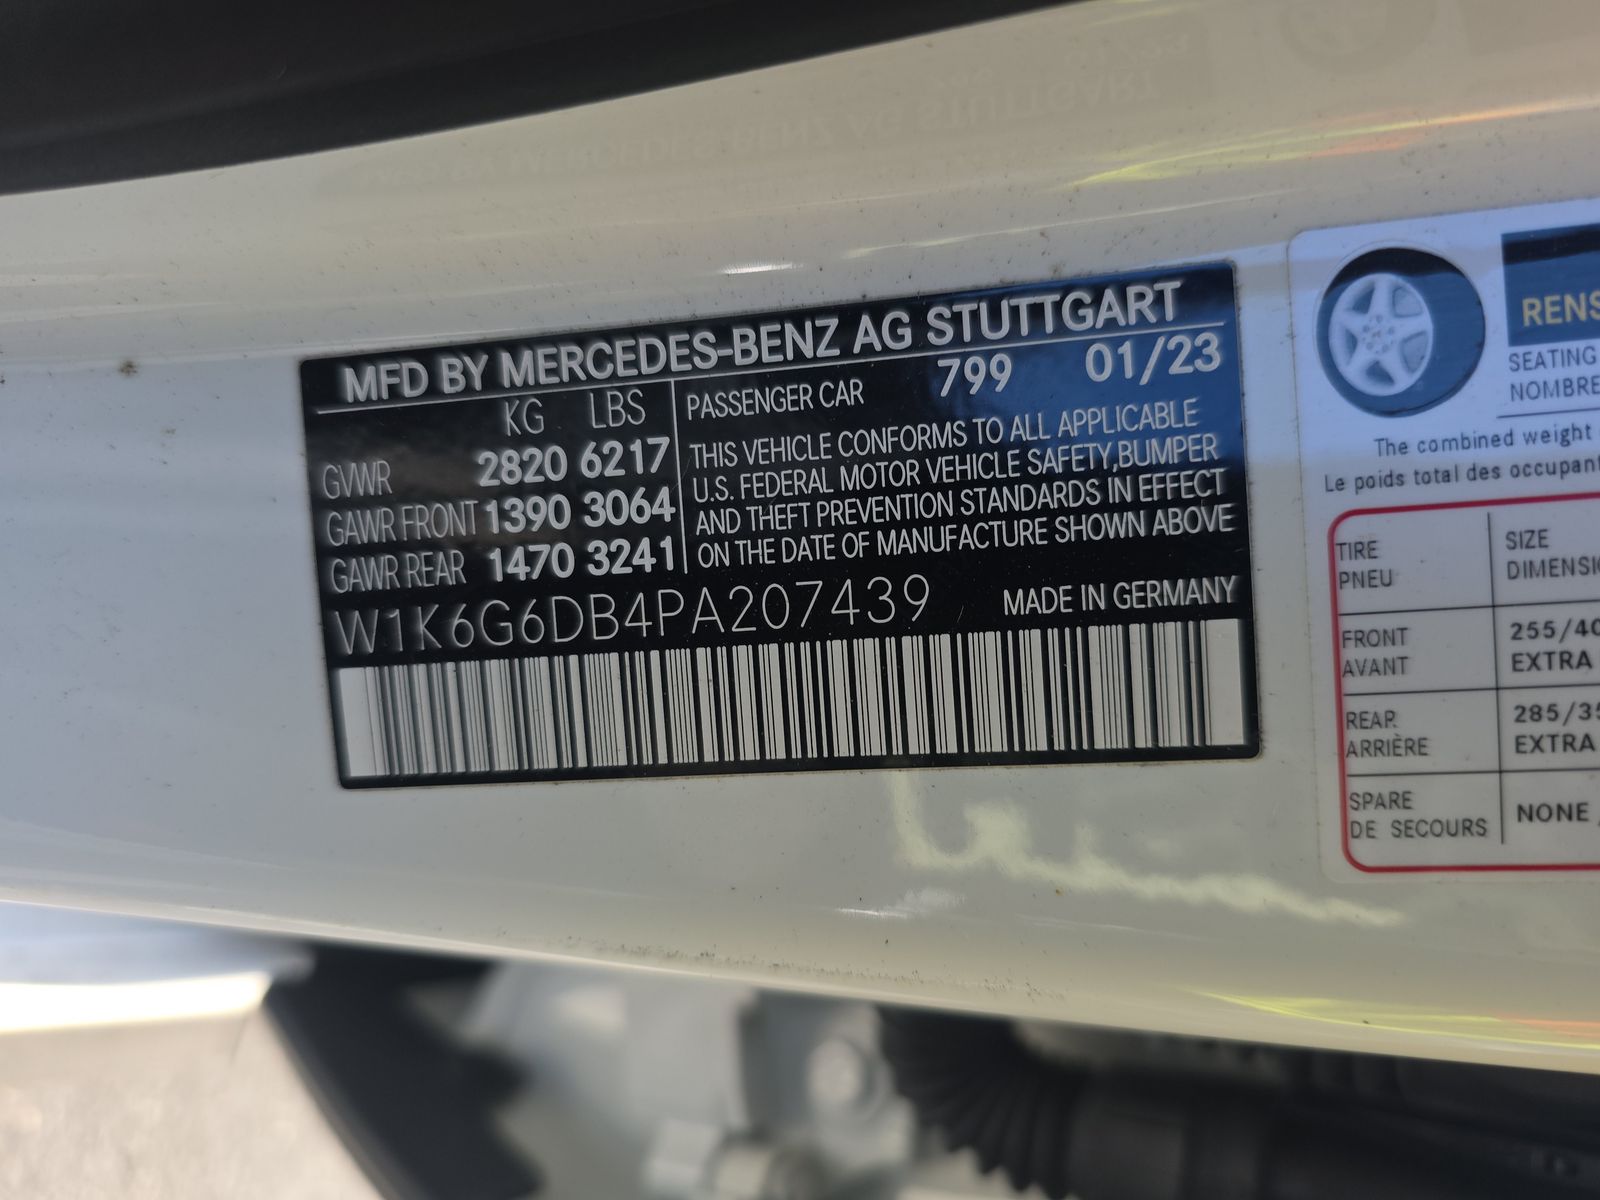 MFD BY MERCEDES-BENZ AG STUTTGART
KG LBS
GVWR 2820 6217
GAWR FRONT 1390 3064
GAWR REAR 1470 3241
PASSENGER CAR 799 01/23
THIS VEHICLE CONFORMS TO ALL APPLICABLE
U.S. FEDERAL MOTOR VEHICLE SAFETY,BUMPER
AND THEFT PREVENTION STANDARDS IN EFFECT
ON THE DATE OF MANUFACTURE SHOWN ABOVE
W1K6G6DB4PA207439 MADE IN GERMANY
RENS
SEATING
NOMBRE
The combined weight
Le poids total des occupant
TIRE SIZE
PNEU DIMENSI
FRONT 255/40
AVANT EXTRA
REAR 285/35
ARRIÈRE EXTRA
SPARE NONE
DE SECOURS